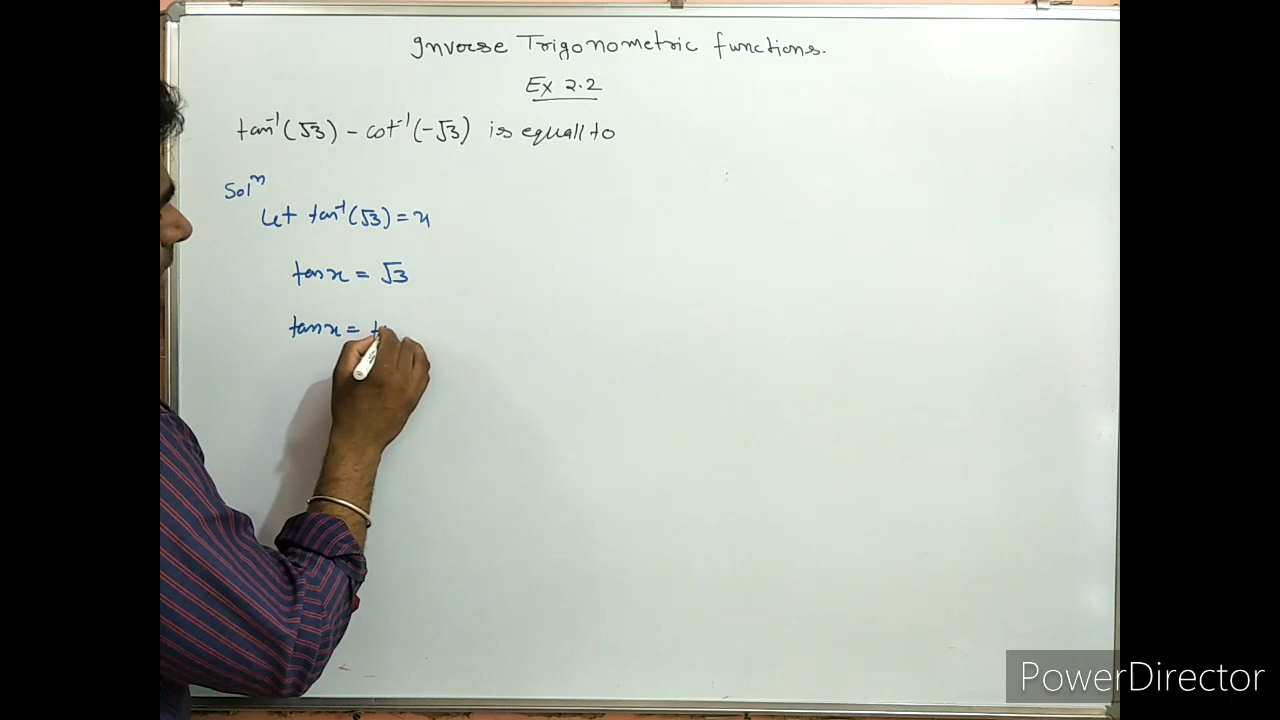 Inverse Trigonometric functions.
Ex 2.2
tan⁻¹(√3) - cot⁻¹(-√3) is equall to
Solⁿ
Let tan⁻¹(√3) = x
tan x = √3
tan x = t
PowerDirector